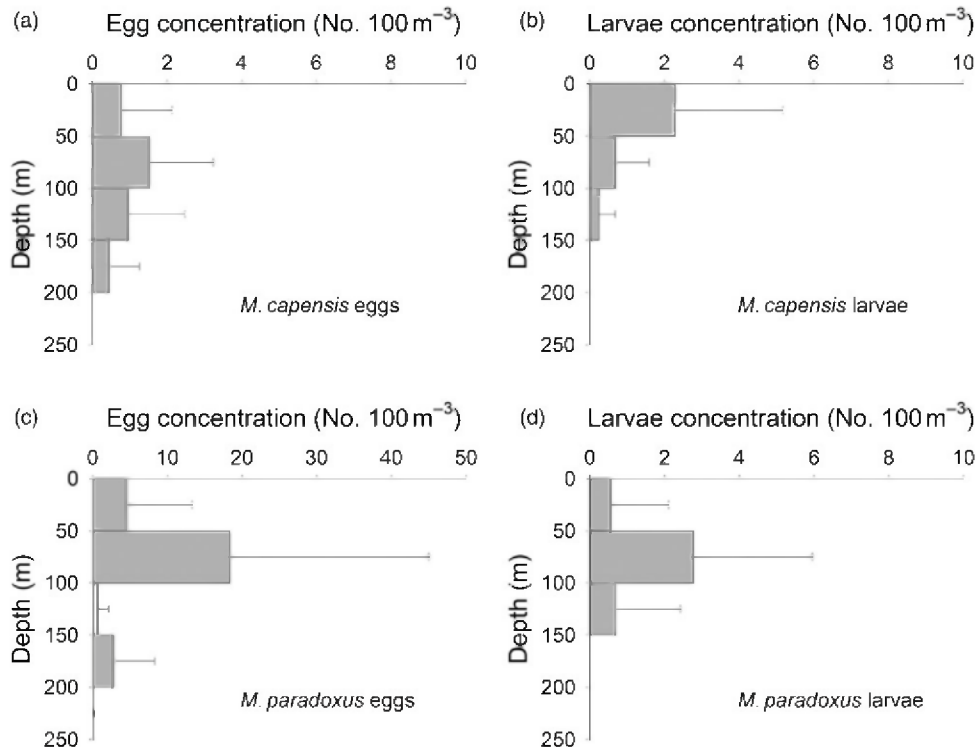 (a) Egg concentration (No. 100 m⁻³)
0 2 4 6 8 10
Depth (m)
0
50
100
150
200
250
M. capensis eggs
(b) Larvae concentration (No. 100 m⁻³)
0 2 4 6 8 10
Depth (m)
0
50
100
150
200
250
M. capensis larvae
(c) Egg concentration (No. 100 m⁻³)
0 10 20 30 40 50
Depth (m)
0
50
100
150
200
250
M. paradoxus eggs
(d) Larvae concentration (No. 100 m⁻³)
0 2 4 6 8 10
Depth (m)
0
50
100
150
200
250
M. paradoxus larvae